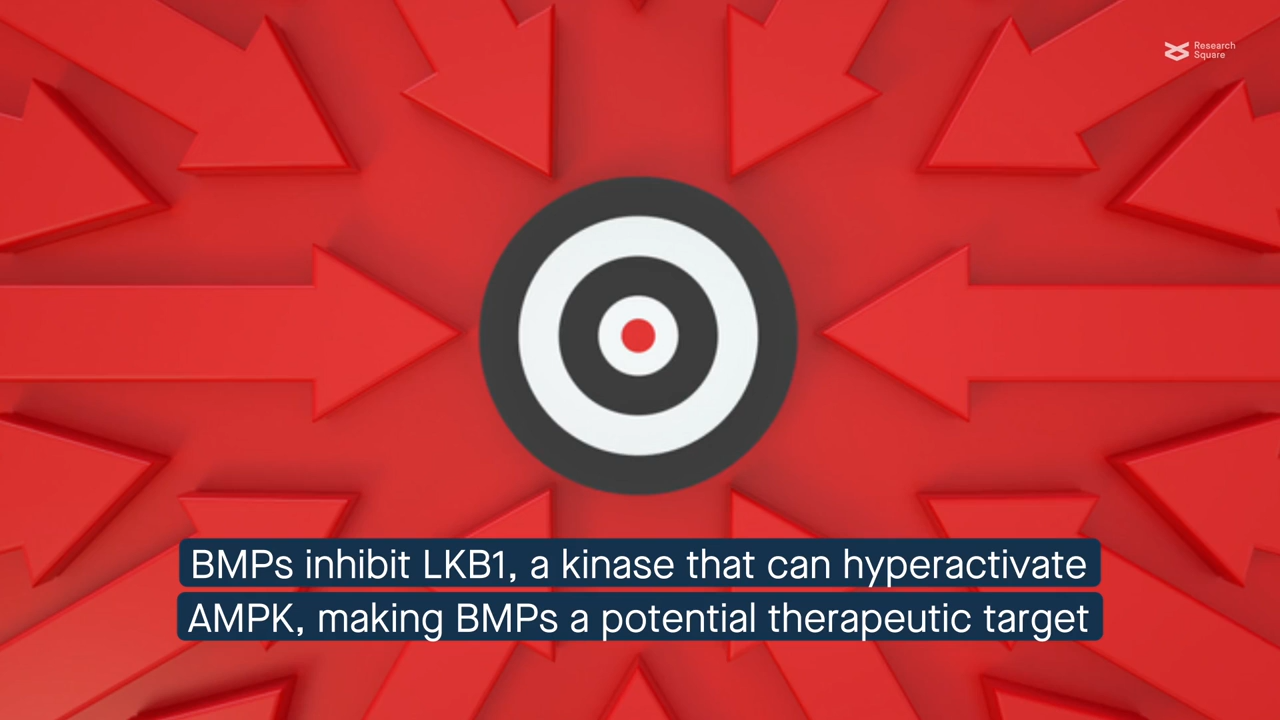 Research
Square
BMPs inhibit LKB1, a kinase that can hyperactivate
AMPK, making BMPs a potential therapeutic target